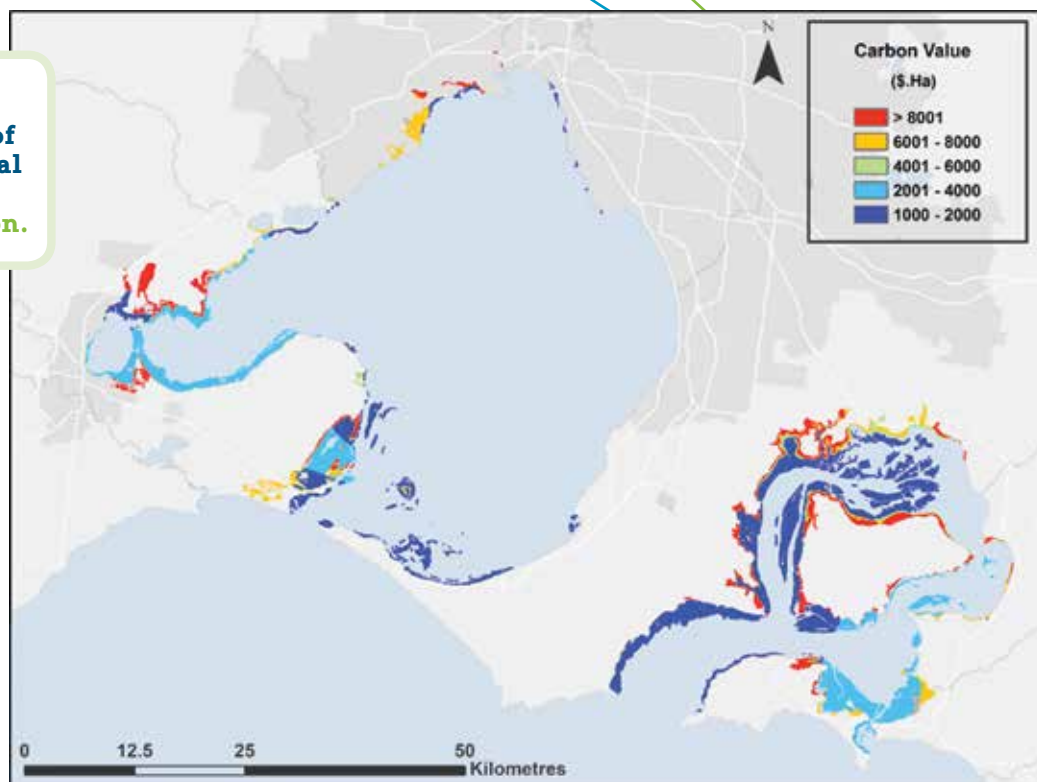 of
al
n.
N
Carbon Value
($.Ha)
> 8001
6001 - 8000
4001 - 6000
2001 - 4000
1000 - 2000
0 12.5 25 50
Kilometres